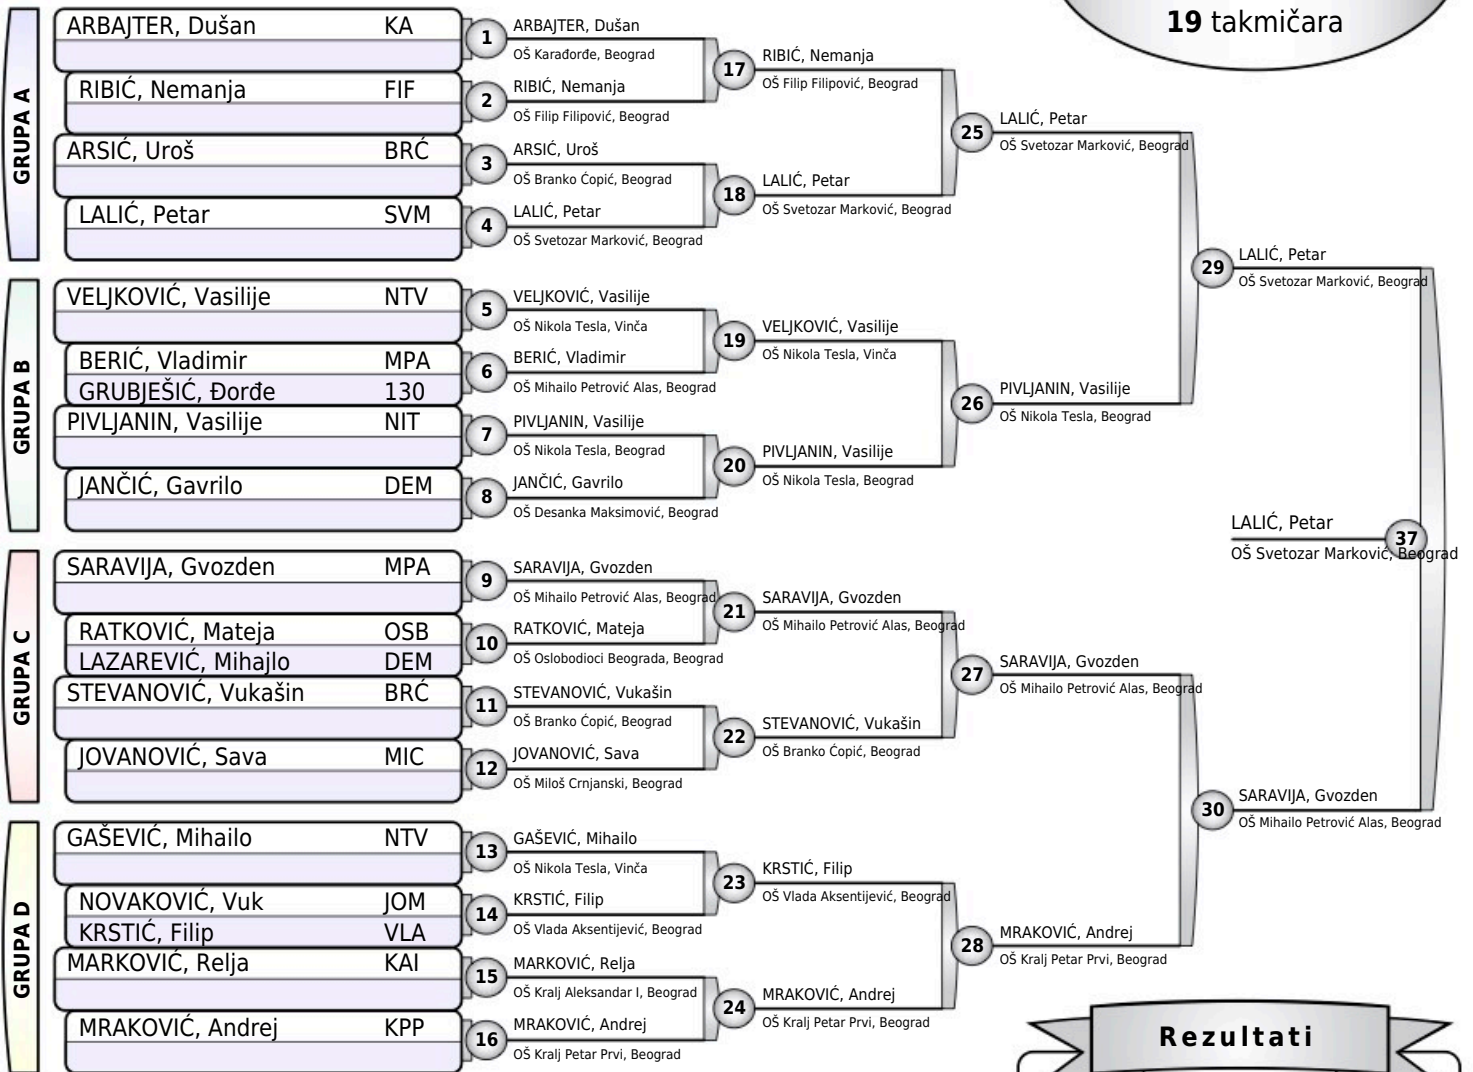 19 takmičara
GRUPA A
ARBAJTER, Dušan KA
RIBIĆ, Nemanja FIF
ARSIĆ, Uroš BRĆ
LALIĆ, Petar SVM
GRUPA B
VELJKOVIĆ, Vasilije NTV
BERIĆ, Vladimir MPA
GRUBJEŠIĆ, Đorđe 130
PIVLJANIN, Vasilije NIT
JANČIĆ, Gavrilo DEM
GRUPA C
SARAVIJA, Gvozden MPA
RATKOVIĆ, Mateja OSB
LAZAREVIĆ, Mihajlo DEM
STEVANOVIĆ, Vukašin BRĆ
JOVANOVIĆ, Sava MIC
GRUPA D
GAŠEVIĆ, Mihailo NTV
NOVAKOVIĆ, Vuk JOM
KRSTIĆ, Filip VLA
MARKOVIĆ, Relja KAI
MRAKOVIĆ, Andrej KPP
1 ARBAJTER, Dušan
OŠ Karađorđe, Beograd
2 RIBIĆ, Nemanja
OŠ Filip Filipović, Beograd
3 ARSIĆ, Uroš
OŠ Branko Ćopić, Beograd
4 LALIĆ, Petar
OŠ Svetozar Marković, Beograd
5 VELJKOVIĆ, Vasilije
OŠ Nikola Tesla, Vinča
6 BERIĆ, Vladimir
OŠ Mihailo Petrović Alas, Beograd
7 PIVLJANIN, Vasilije
OŠ Nikola Tesla, Beograd
8 JANČIĆ, Gavrilo
OŠ Desanka Maksimović, Beograd
9 SARAVIJA, Gvozden
OŠ Mihailo Petrović Alas, Beograd
10 RATKOVIĆ, Mateja
OŠ Oslobodioci Beograda, Beograd
11 STEVANOVIĆ, Vukašin
OŠ Branko Ćopić, Beograd
12 JOVANOVIĆ, Sava
OŠ Miloš Crnjanski, Beograd
13 GAŠEVIĆ, Mihailo
OŠ Nikola Tesla, Vinča
14 KRSTIĆ, Filip
OŠ Vlada Aksentijević, Beograd
15 MARKOVIĆ, Relja
OŠ Kralj Aleksandar I, Beograd
16 MRAKOVIĆ, Andrej
OŠ Kralj Petar Prvi, Beograd
17 RIBIĆ, Nemanja
OŠ Filip Filipović, Beograd
18 LALIĆ, Petar
OŠ Svetozar Marković, Beograd
19 VELJKOVIĆ, Vasilije
OŠ Nikola Tesla, Vinča
20 PIVLJANIN, Vasilije
OŠ Nikola Tesla, Beograd
21 SARAVIJA, Gvozden
OŠ Mihailo Petrović Alas, Beograd
22 STEVANOVIĆ, Vukašin
OŠ Branko Ćopić, Beograd
23 KRSTIĆ, Filip
OŠ Vlada Aksentijević, Beograd
24 MRAKOVIĆ, Andrej
OŠ Kralj Petar Prvi, Beograd
25 LALIĆ, Petar
OŠ Svetozar Marković, Beograd
26 PIVLJANIN, Vasilije
OŠ Nikola Tesla, Beograd
27 SARAVIJA, Gvozden
OŠ Mihailo Petrović Alas, Beograd
28 MRAKOVIĆ, Andrej
OŠ Kralj Petar Prvi, Beograd
29 LALIĆ, Petar
OŠ Svetozar Marković, Beograd
30 SARAVIJA, Gvozden
OŠ Mihailo Petrović Alas, Beograd
LALIĆ, Petar 37
OŠ Svetozar Marković, Beograd
Rezultati